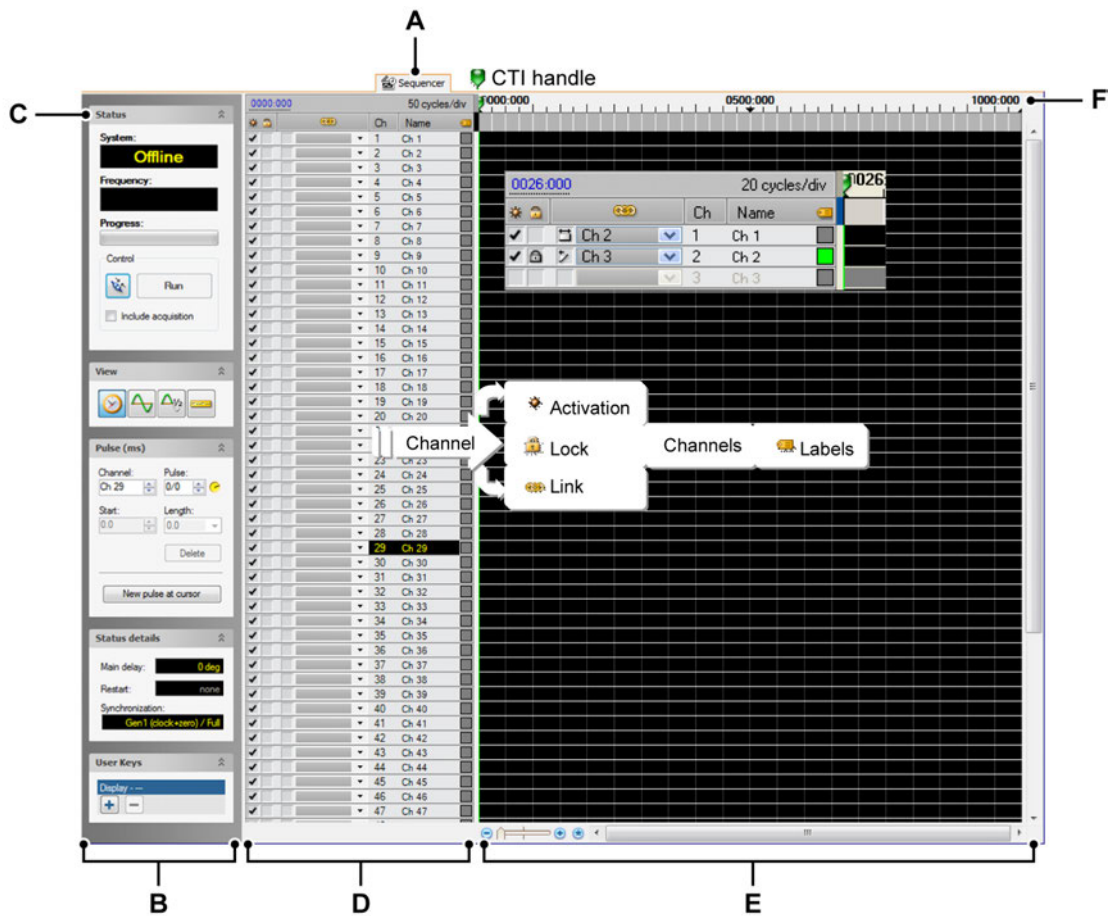 A
Sequencer
CTI handle
C
Status
System:
Offline
Frequency:
Progress:
Control
Run
Include acquisition
View
Pulse (ms)
Channel:
Pulse:
Ch 29
0/0
Start:
Length:
0.0
0.0
Delete
New pulse at cursor
Status details
Main delay:
0 deg
Restart:
none
Synchronization:
Gen1 (clock+zero) / Full
User Keys
Display - ---
0000:000
50 cycles/div
Ch
Name
1 Ch 1
2 Ch 2
3 Ch 3
4 Ch 4
5 Ch 5
6 Ch 6
7 Ch 7
8 Ch 8
9 Ch 9
10 Ch 10
11 Ch 11
12 Ch 12
13 Ch 13
14 Ch 14
15 Ch 15
16 Ch 16
17 Ch 17
18 Ch 18
19 Ch 19
20 Ch 20
23 Ch 23
24 Ch 24
25 Ch 25
26 Ch 26
27 Ch 27
28 Ch 28
29 Ch 29
30 Ch 30
31 Ch 31
32 Ch 32
33 Ch 33
34 Ch 34
35 Ch 35
36 Ch 36
37 Ch 37
38 Ch 38
39 Ch 39
40 Ch 40
41 Ch 41
42 Ch 42
43 Ch 43
44 Ch 44
45 Ch 45
46 Ch 46
47 Ch 47
0000:000
0500:000
1000:000
F
0026:000
20 cycles/div
0026
Ch
Name
Ch 2 1 Ch 1
Ch 3 2 Ch 2
3 Ch 3
Channel
Activation
Lock
Link
Channels
Labels
B
D
E